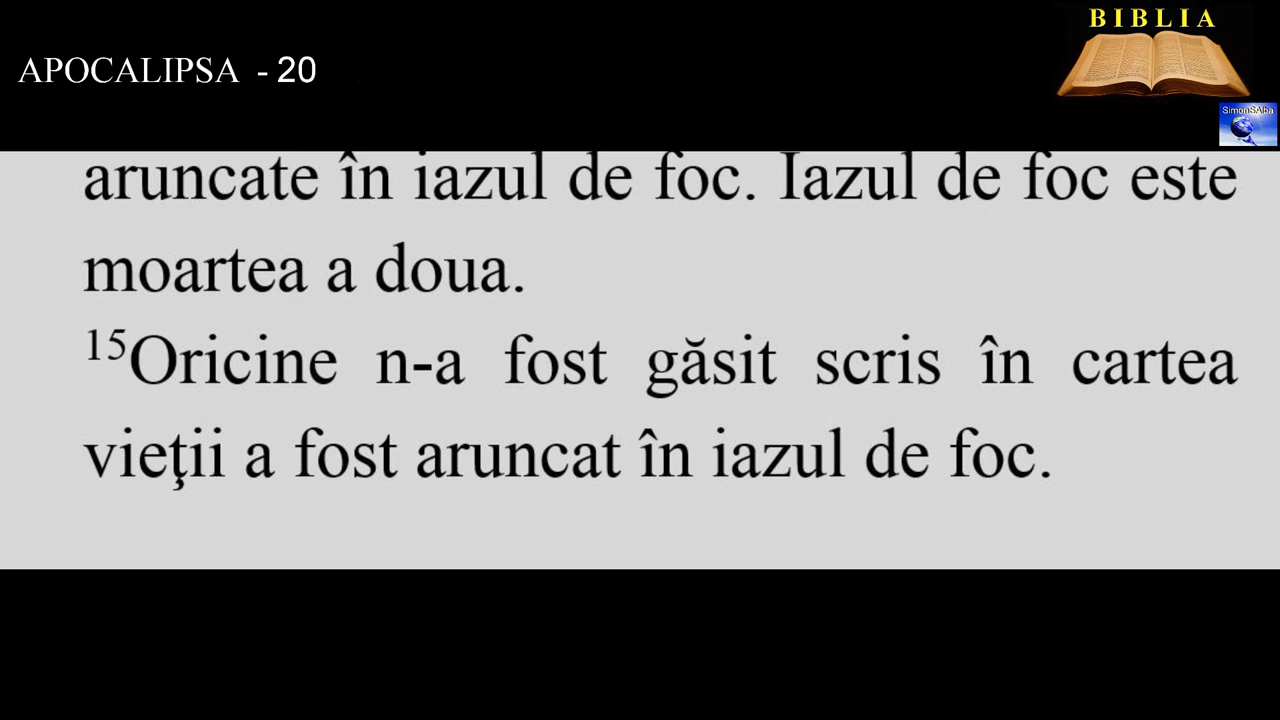 BIBLIA
APOCALIPSA - 20
SimonSAlba
aruncate în iazul de foc. Iazul de foc este
moartea a doua.
15Oricine n-a fost găsit scris în cartea
vieţii a fost aruncat în iazul de foc.